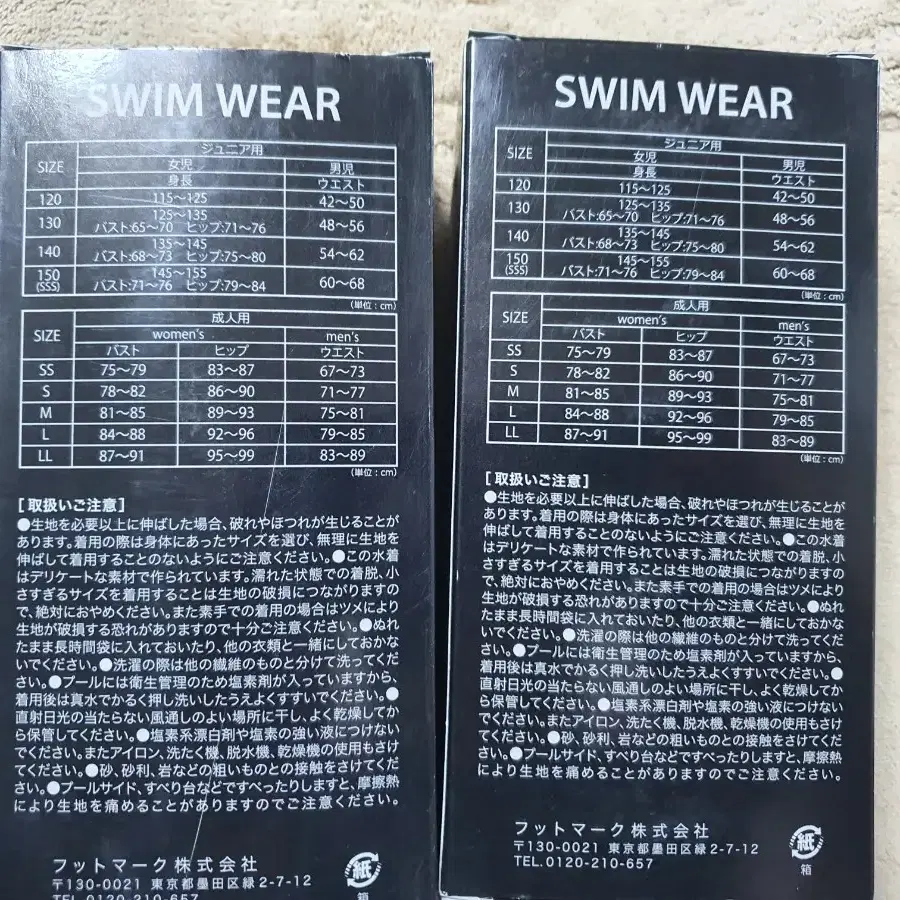 SWIM WEAR
SIZE ジュニア用
女児 男児
身長 ウエスト
120 115～125 42～50
130 125～135 48～56
バスト:65～70 ヒップ:71～76
140 135～145 54～62
バスト:68～73 ヒップ:75～80
150 145～155 60～68
(SSS) バスト:71～76 ヒップ:79～84
(単位：cm)
SIZE 成人用
women's men's
バスト ヒップ ウエスト
SS 75～79 83～87 67～73
S 78～82 86～90 71～77
M 81～85 89～93 75～81
L 84～88 92～96 79～85
LL 87～91 95～99 83～89
(単位：cm)
[取扱いご注意]
●生地を必要以上に伸ばした場合、破れやほつれが生じることが
あります。着用の際は身体にあったサイズを選び、無理に生地を
伸ばして着用することのないようにご注意ください。●この水着
はデリケートな素材で作られています。濡れた状態での着脱、小
さすぎるサイズを着用することは生地の破損につながりますの
で、絶対におやめください。また素手での着用の場合はツメにより
生地が破損する恐れがありますので十分ご注意ください。●ぬれ
たまま長時間袋に入れておいたり、他の衣類と一緒にしておかな
いでください。●洗濯の際は他の繊維のものと分けて洗ってくだ
さい。●プールには衛生管理のため塩素剤が入っていますから、
着用後は真水でかるく押し洗いしたうえよくすすいでください。●
直射日光の当たらない風通しのよい場所に干し、よく乾燥してか
ら保管してください。●塩素系漂白剤や塩素の強い液につけない
でください。またアイロン、洗たく機、脱水機、乾燥機の使用もさけ
てください。●砂、砂利、岩などの粗いものとの接触をさけてくだ
さい。●プールサイド、すべり台などですべったりしますと、摩擦熱
により生地を痛めることがありますのでご注意ください。
フットマーク株式会社
〒130-0021 東京都墨田区緑2-7-12
TEL.0120-210-657
紙
箱
SWIM WEAR
SIZE ジュニア用
女児 男児
身長 ウエスト
120 115～125 42～50
130 125～135 48～56
バスト:65～70 ヒップ:71～76
140 135～145 54～62
バスト:68～73 ヒップ:75～80
150 145～155 60～68
(SSS) バスト:71～76 ヒップ:79～84
(単位：cm)
SIZE 成人用
women's men's
バスト ヒップ ウエスト
SS 75～79 83～87 67～73
S 78～82 86～90 71～77
M 81～85 89～93 75～81
L 84～88 92～96 79～85
LL 87～91 95～99 83～89
(単位：cm)
[取扱いご注意]
●生地を必要以上に伸ばした場合、破れやほつれが生じることが
あります。着用の際は身体にあったサイズを選び、無理に生地を
伸ばして着用することのないようにご注意ください。●この水着
はデリケートな素材で作られています。濡れた状態での着脱、小
さすぎるサイズを着用することは生地の破損につながりますの
で、絶対におやめください。また素手での着用の場合はツメにより
生地が破損する恐れがありますので十分ご注意ください。●ぬれ
たまま長時間袋に入れておいたり、他の衣類と一緒にしておかな
いでください。●洗濯の際は他の繊維のものと分けて洗ってくだ
さい。●プールには衛生管理のため塩素剤が入っていますから、
着用後は真水でかるく押し洗いしたうえよくすすいでください。●
直射日光の当たらない風通しのよい場所に干し、よく乾燥してか
ら保管してください。●塩素系漂白剤や塩素の強い液につけない
でください。またアイロン、洗たく機、脱水機、乾燥機の使用もさけ
てください。●砂、砂利、岩などの粗いものとの接触をさけてくだ
さい。●プールサイド、すべり台などですべったりしますと、摩擦熱
により生地を痛めることがありますのでご注意ください。
フットマーク株式会社
〒130-0021 東京都墨田区緑2-7-12
TEL.0120-210-657
紙
箱